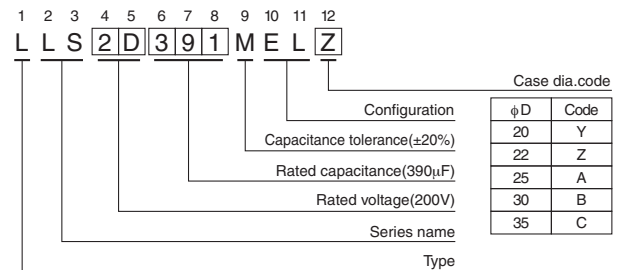 1 2 3 4 5 6 7 8 9 10 11 12
L L S 2 D 3 9 1 M E L Z
Case dia.code
Configuration
Capacitance tolerance(±20%)
Rated capacitance(390μF)
Rated voltage(200V)
Series name
Type
φD Code
20 Y
22 Z
25 A
30 B
35 C